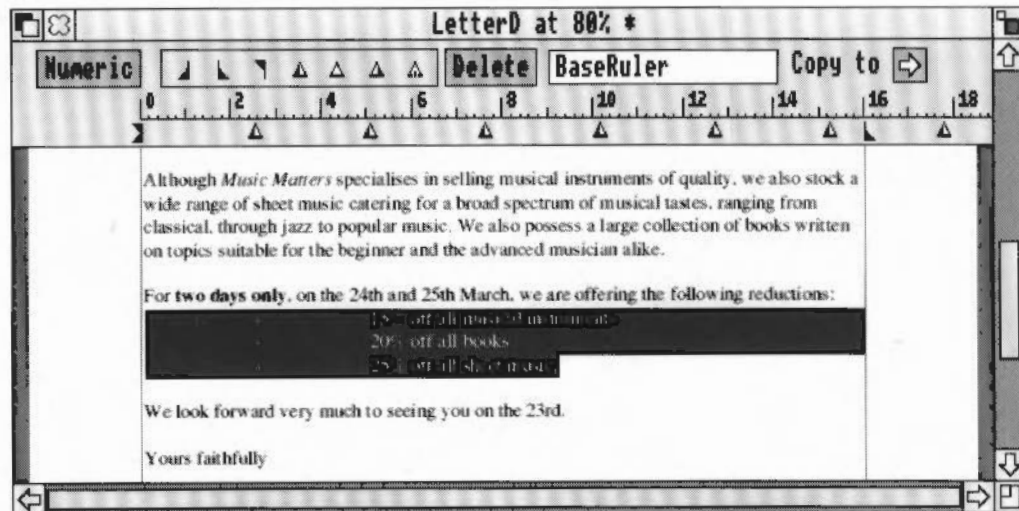 LetterD at 80% *
Numeric Delete BaseRuler Copy to
0 2 4 6 8 10 12 14 16 18
Although Music Matters specialises in selling musical instruments of quality, we also stock a
wide range of sheet music catering for a broad spectrum of musical tastes, ranging from
classical, through jazz to popular music. We also possess a large collection of books written
on topics suitable for the beginner and the advanced musician alike.
For two days only, on the 24th and 25th March, we are offering the following reductions:
off all musical instruments
20% off all books
25% off all sheet music
We look forward very much to seeing you on the 23rd.
Yours faithfully